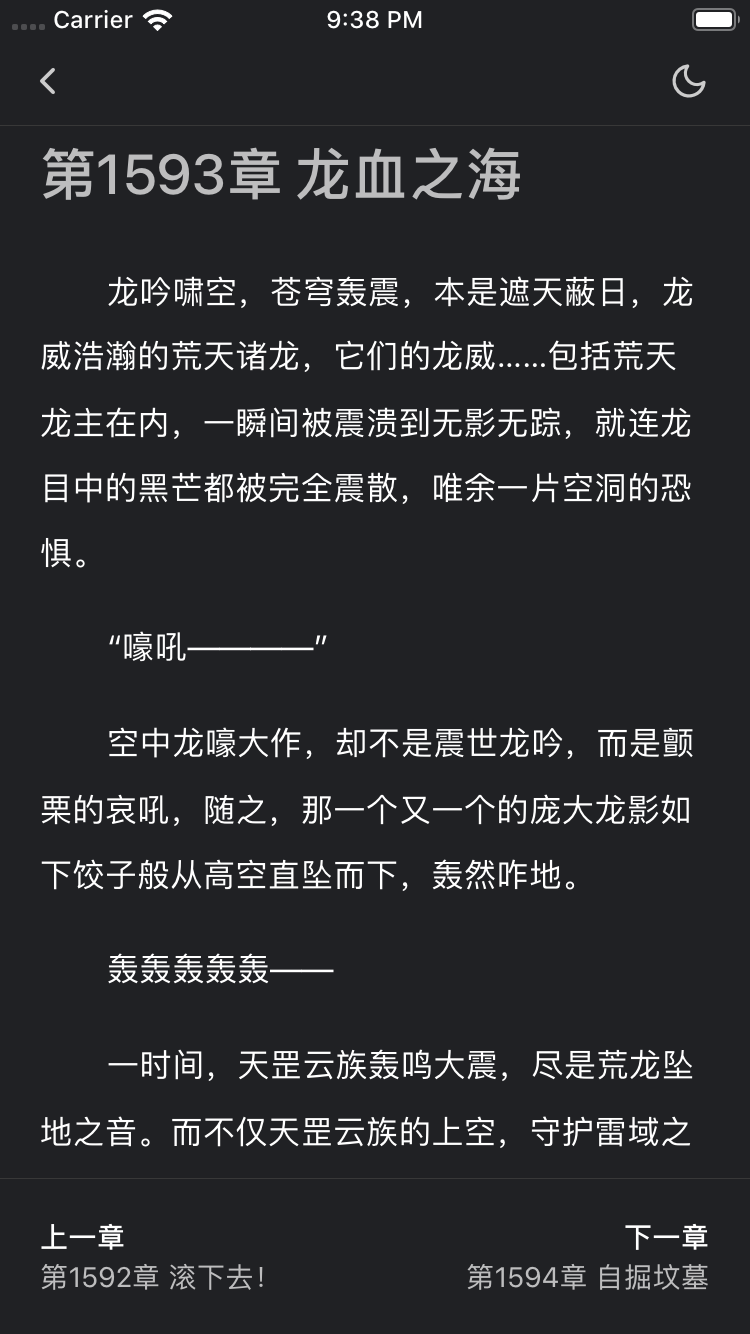 Carrier 9:38 PM
第1593章 龙血之海
龙吟啸空，苍穹轰震，本是遮天蔽日，龙
威浩瀚的荒天诸龙，它们的龙威……包括荒天
龙主在内，一瞬间被震溃到无影无踪，就连龙
目中的黑芒都被完全震散，唯余一片空洞的恐
惧。
“嚎吼————”
空中龙嚎大作，却不是震世龙吟，而是颤
栗的哀吼，随之，那一个又一个的庞大龙影如
下饺子般从高空直坠而下，轰然咋地。
轰轰轰轰轰——
一时间，天罡云族轰鸣大震，尽是荒龙坠
地之音。而不仅天罡云族的上空，守护雷域之
上一章 下一章
第1592章 滚下去！ 第1594章 自掘坟墓